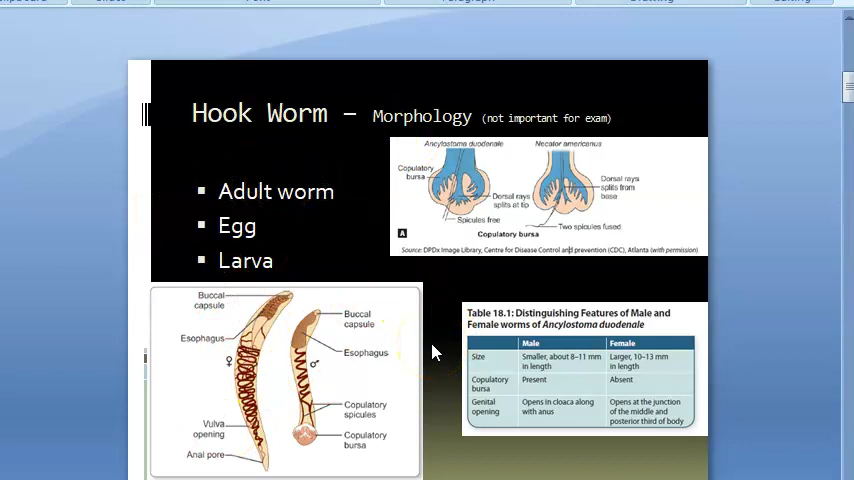 Hook Worm – Morphology (not important for exam)
Ancylostoma duodenale
Necator americenus
Copulatory
bursa
Dorsal rays
splits from
base
Dorsal rays
splits at tip
Spicules free
Two spicules fused
Copulatory bursa
A
Source: DPDx Image Library, Centre for Disease Control and prevention (CDC), Atlanta (with permission)
▪ Adult worm
▪ Egg
▪ Larva
Buccal
capsule
Esophagus
♀
Vulva
opening
Anal pore
Buccal
capsule
Esophagus
♂
Copulatory
spicules
Copulatory
bursa
Table 18.1: Distinguishing Features of Male and
Female worms of Ancylostoma duodenale
Male Female
Size Smaller, about 8–11 mm in length Larger, 10–13 mm in length
Copulatory bursa Present Absent
Genital opening Opens in cloaca along with anus Opens at the junction of the middle and posterior third of body